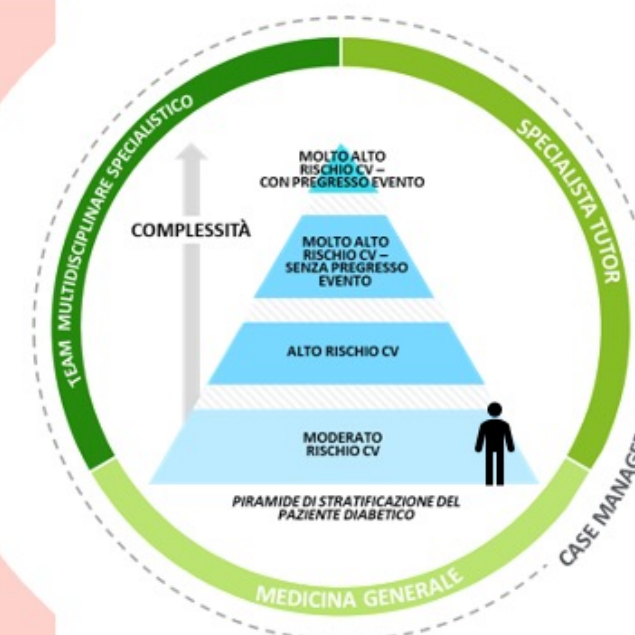 TEAM MULTIDISCIPLINARE SPECIALISTICO
SPECIALISTA TUTOR
MOLTO ALTO
RISCHIO CV –
CON PREGRESSO EVENTO
COMPLESSITÀ
MOLTO ALTO
RISCHIO CV –
SENZA PREGRESSO
EVENTO
ALTO RISCHIO CV
MODERATO
RISCHIO CV
PIRAMIDE DI STRATIFICAZIONE DEL
PAZIENTE DIABETICO
MEDICINA GENERALE
CASE MANAGE